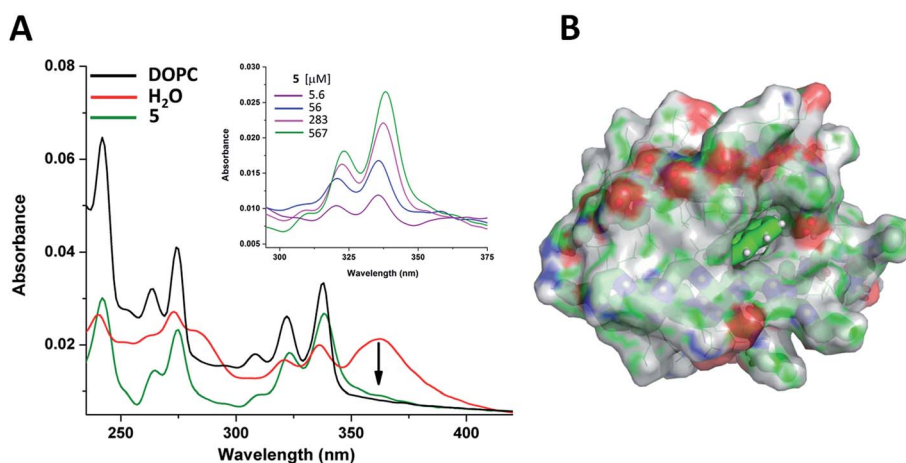 A
B
DOPC
H₂O
5
5 [µM]
5.6
56
283
567
0.030
0.025
0.020
0.015
0.010
0.005
Absorbance
300
325
350
375
Wavelength (nm)
0.08
0.06
0.04
0.02
Absorbance
250
300
350
400
Wavelength (nm)